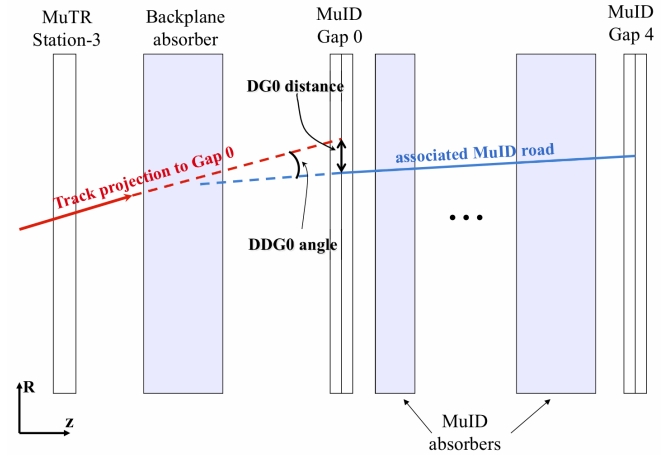 MuTR
Station-3
Backplane
absorber
MuID
Gap 0
MuID
Gap 4
DG0 distance
Track projection to Gap 0
associated MuID road
DDG0 angle
R
z
MuID
absorbers